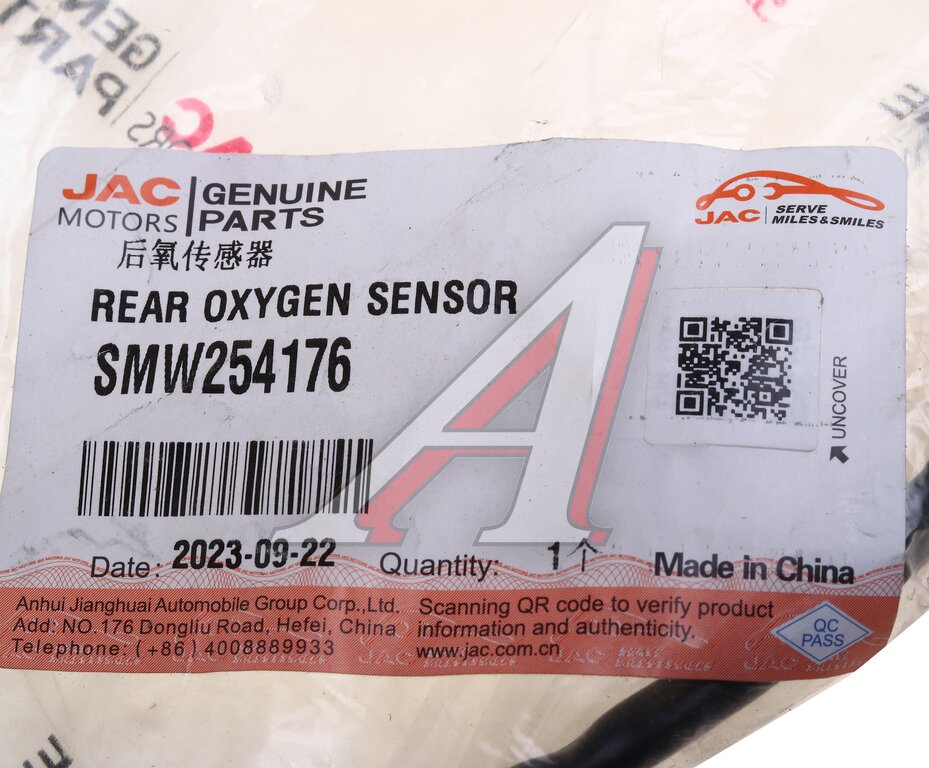 JAC
MOTORS
GENUINE
PARTS
JAC
SERVE
MILES & SMILES
后氧传感器
REAR OXYGEN SENSOR
SMW254176
UNCOVER
Date: 2023-09-22
Quantity: 1个
Made in China
Anhui Jianghuai Automobile Group Corp.,Ltd.
Add: NO.176 Dongliu Road, Hefei, China
Telephone: (+86) 4008889933
Scanning QR code to verify product
information and authenticity.
www.jac.com.cn
QC
PASS